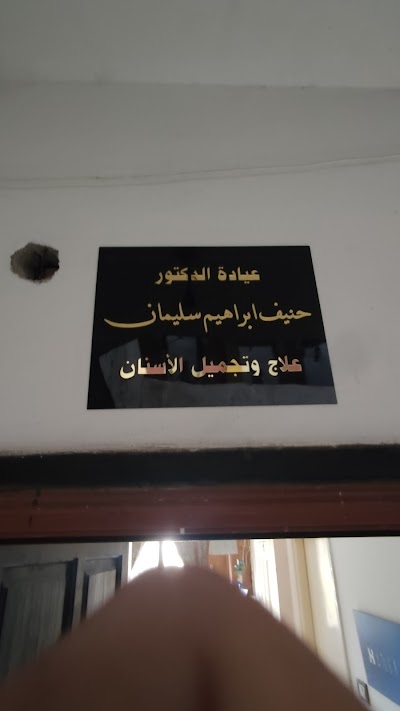 عيادة الدكتور
حنيف ابراهيم سليمان
علاج وتجميل الأسنان